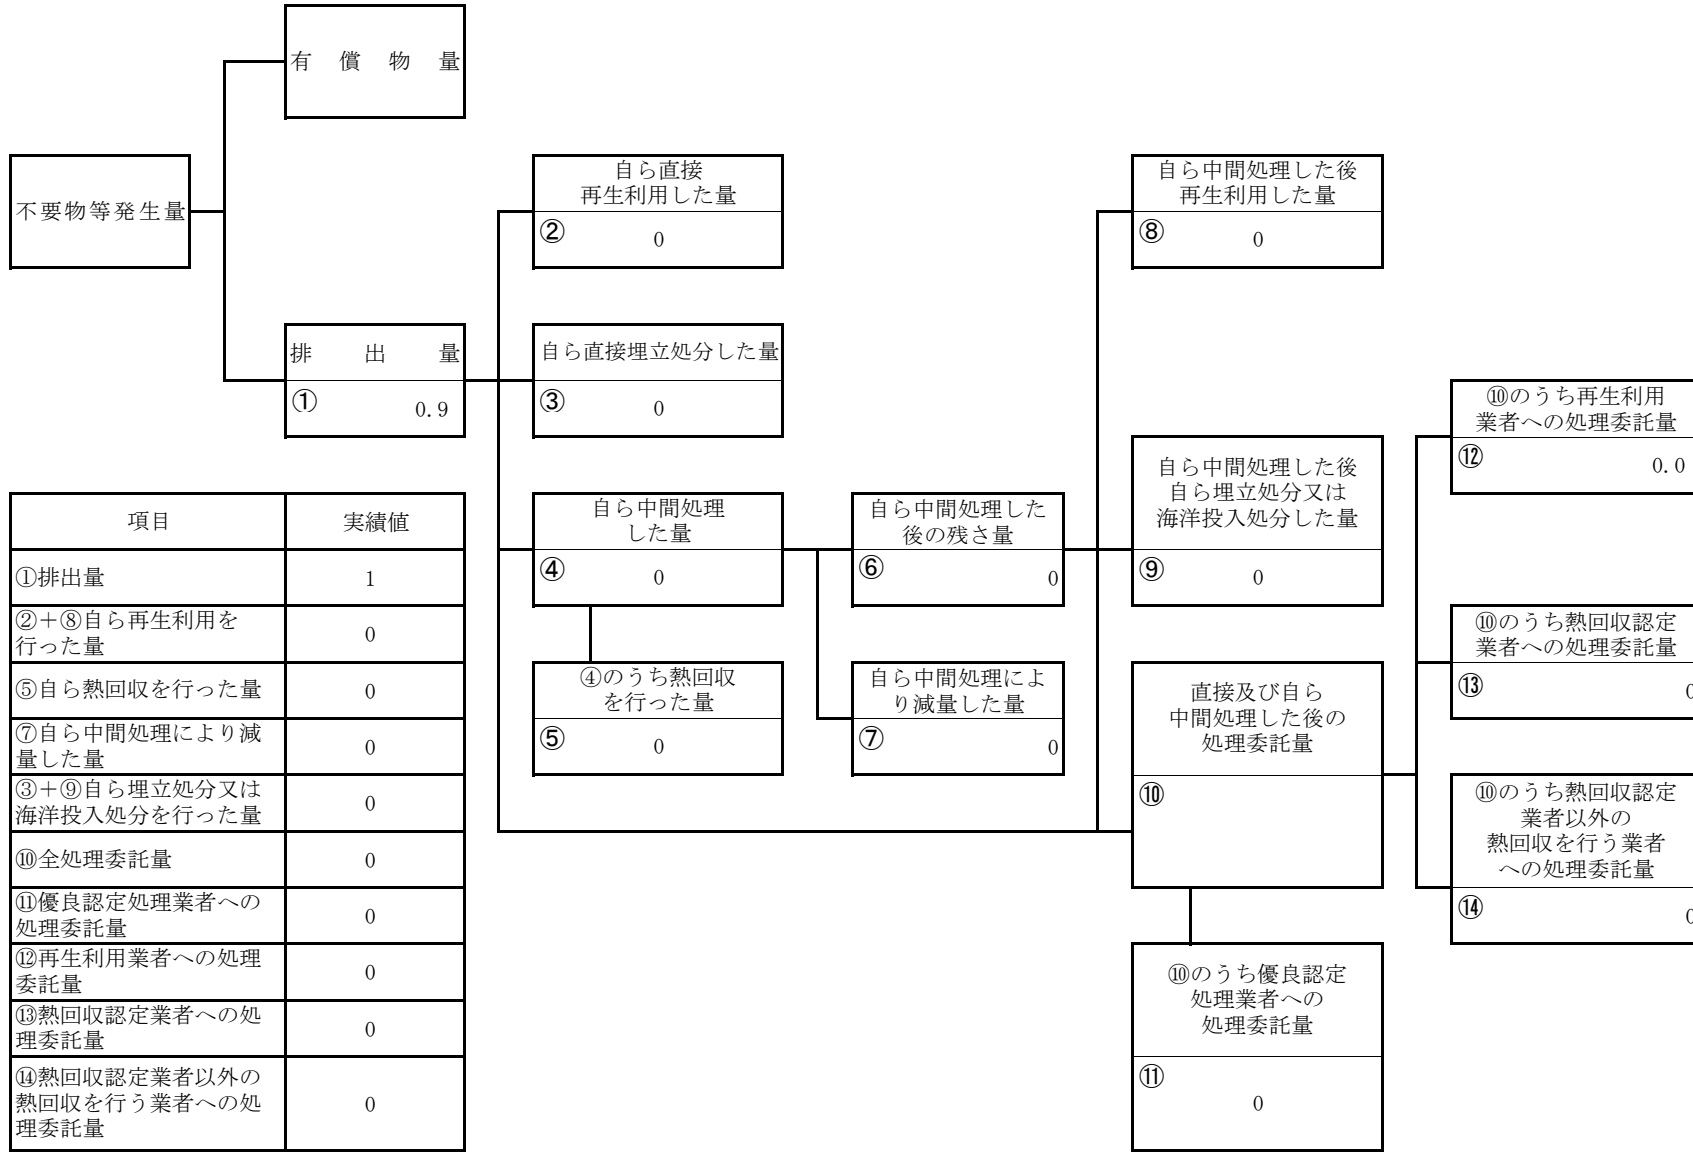 有償物量
不要物等発生量
排出量
① 0.9
自ら直接
再生利用した量
② 0
自ら直接埋立処分した量
③ 0
自ら中間処理
した量
④ 0
④のうち熱回収
を行った量
⑤ 0
自ら中間処理した
後の残さ量
⑥ 0
自ら中間処理によ
り減量した量
⑦ 0
自ら中間処理した後
再生利用した量
⑧ 0
自ら中間処理した後
自ら埋立処分又は
海洋投入処分した量
⑨ 0
直接及び自ら
中間処理した後の
処理委託量
⑩
⑩のうち優良認定
処理業者への
処理委託量
⑪ 0
⑩のうち再生利用
業者への処理委託量
⑫ 0.0
⑩のうち熱回収認定
業者への処理委託量
⑬ 0
⑩のうち熱回収認定
業者以外の
熱回収を行う業者
への処理委託量
⑭ 0
項目 実績値
①排出量 1
②＋⑧自ら再生利用を
行った量 0
⑤自ら熱回収を行った量 0
⑦自ら中間処理により減
量した量 0
③＋⑨自ら埋立処分又は
海洋投入処分を行った量 0
⑩全処理委託量 0
⑪優良認定処理業者への
処理委託量 0
⑫再生利用業者への処理
委託量 0
⑬熱回収認定業者への処
理委託量 0
⑭熱回収認定業者以外の
熱回収を行う業者への処
理委託量 0